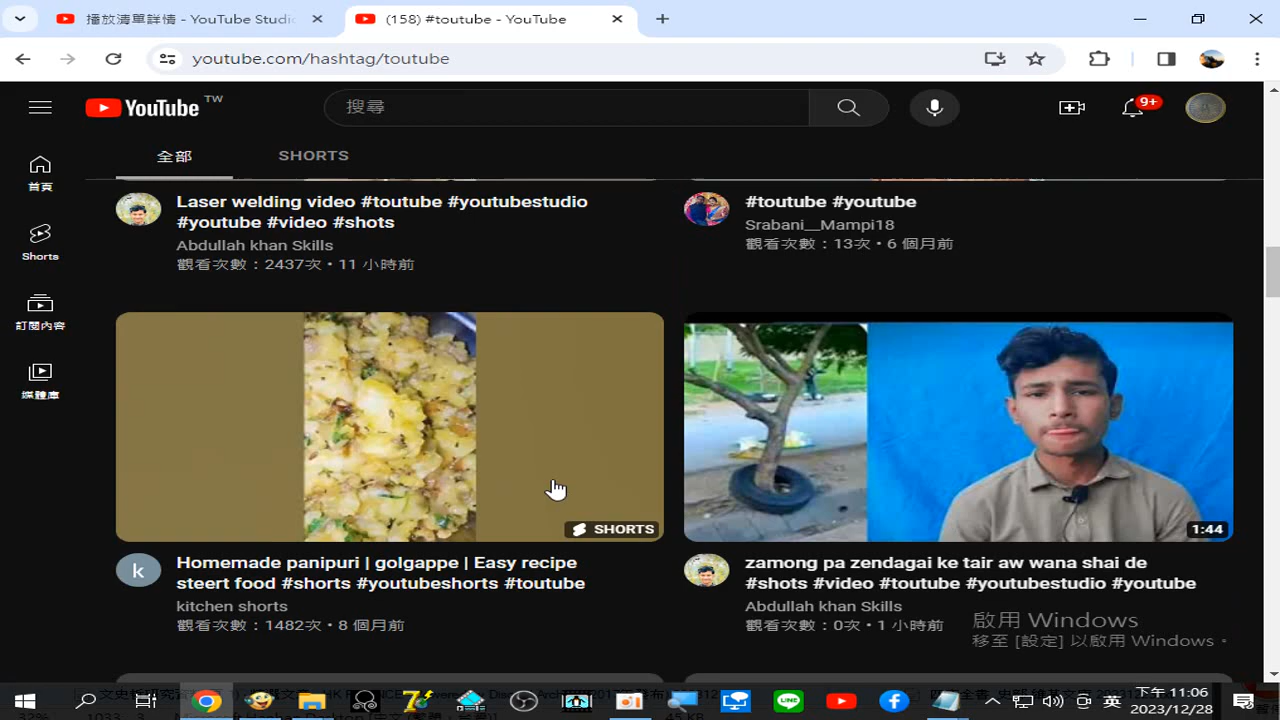 播放清單詳情 - YouTube Studio
(158) #toutube - YouTube
youtube.com/hashtag/toutube
YouTube TW
搜尋
9+
全部
SHORTS
首頁
Shorts
訂閱內容
媒體庫
Laser welding video #toutube #youtubestudio
#youtube #video #shots
Abdullah khan Skills
觀看次數：2437次 • 11 小時前
#toutube #youtube
Srabani__Mampi18
觀看次數：13次 • 6 個月前
SHORTS
1:44
k
Homemade panipuri | golgappe | Easy recipe
steert food #shorts #youtubeshorts #toutube
kitchen shorts
觀看次數：1482次 • 8 個月前
zamong pa zendagai ke tair aw wana shai de
#shots #video #toutube #youtubestudio #youtube
Abdullah khan Skills
觀看次數：0次 • 1 小時前
啟用 Windows
移至 [設定] 以啟用 Windows。
英
下午 11:06
2023/12/28